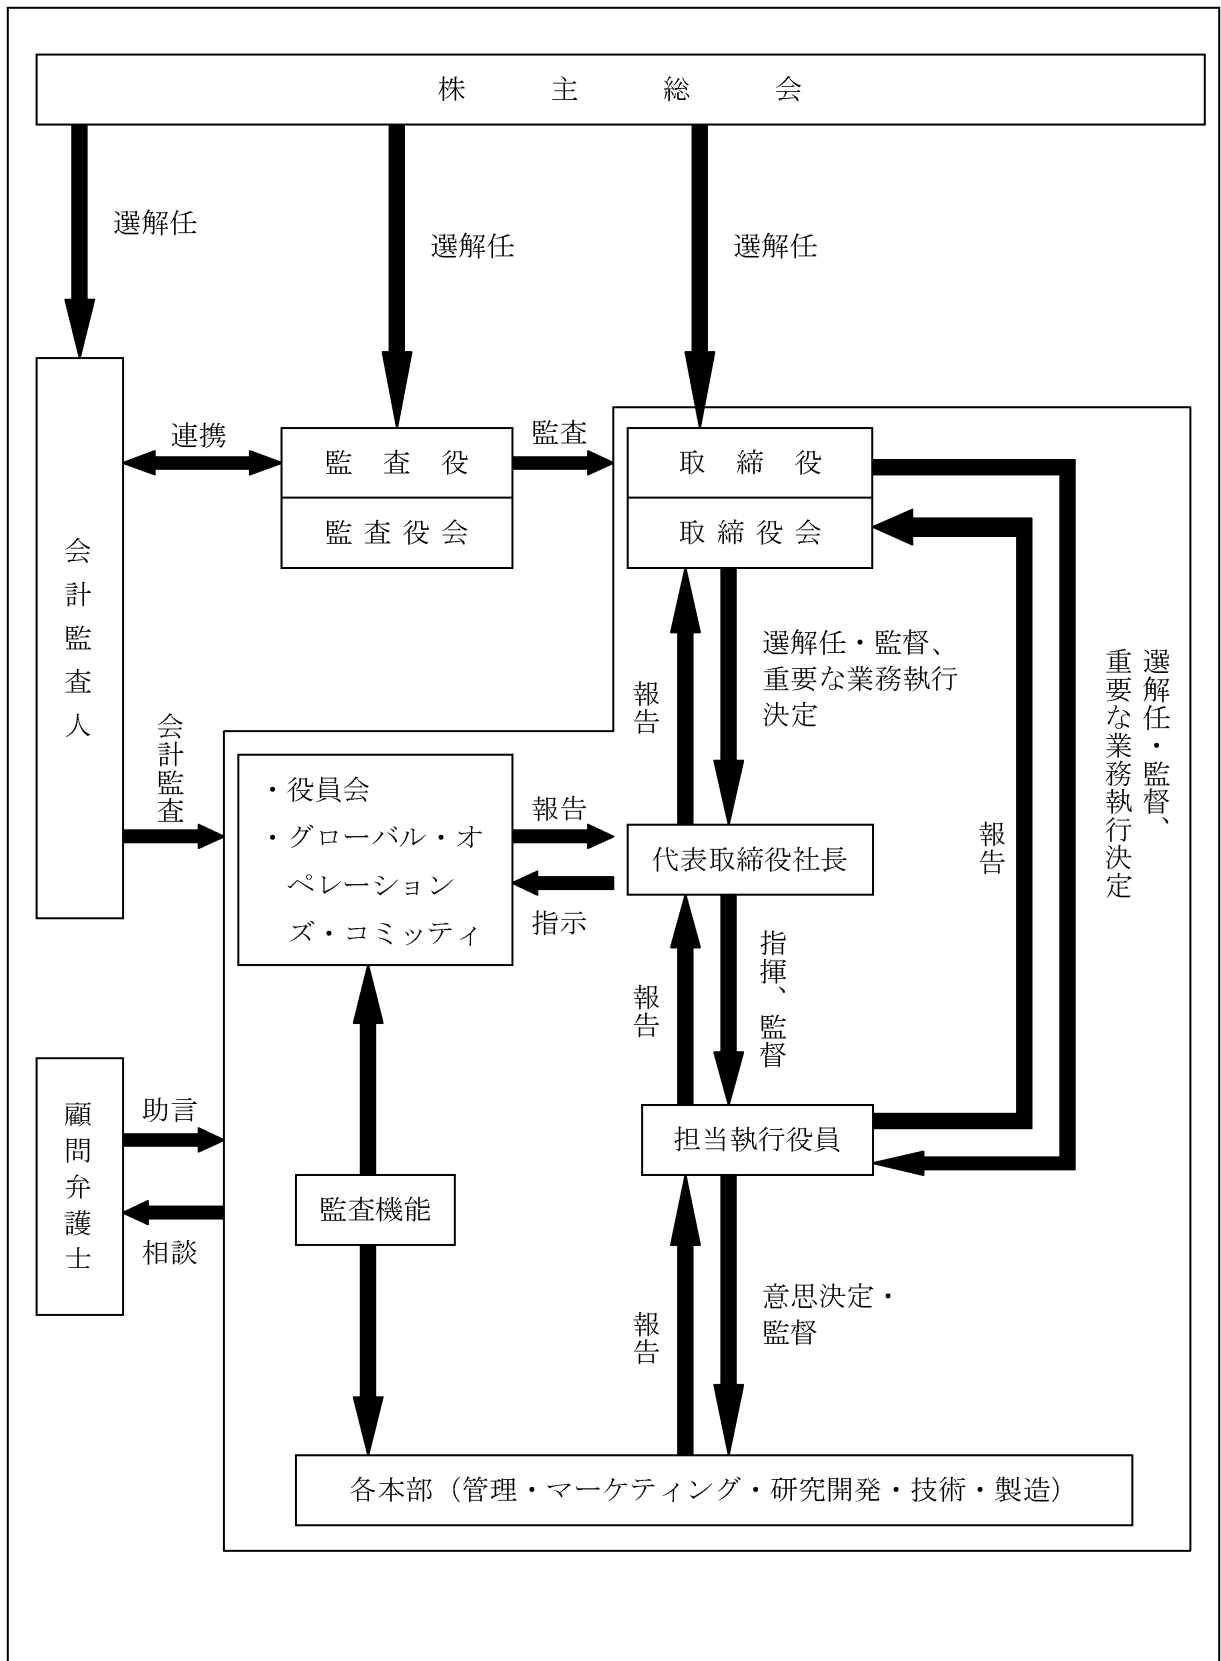 株主総会
選解任
選解任
選解任
連携
監査
監査役
監査役会
取締役
取締役会
会計監査人
会計監査
報告
選解任・監督、
重要な業務執行
決定
選解任・監督、
重要な業務執行決定
報告
・役員会
・グローバル・オ
ペレーション
ズ・コミッティ
報告
指示
代表取締役社長
報告
指揮、監督
顧問弁護士
助言
相談
担当執行役員
監査機能
報告
意思決定・
監督
各本部（管理・マーケティング・研究開発・技術・製造）